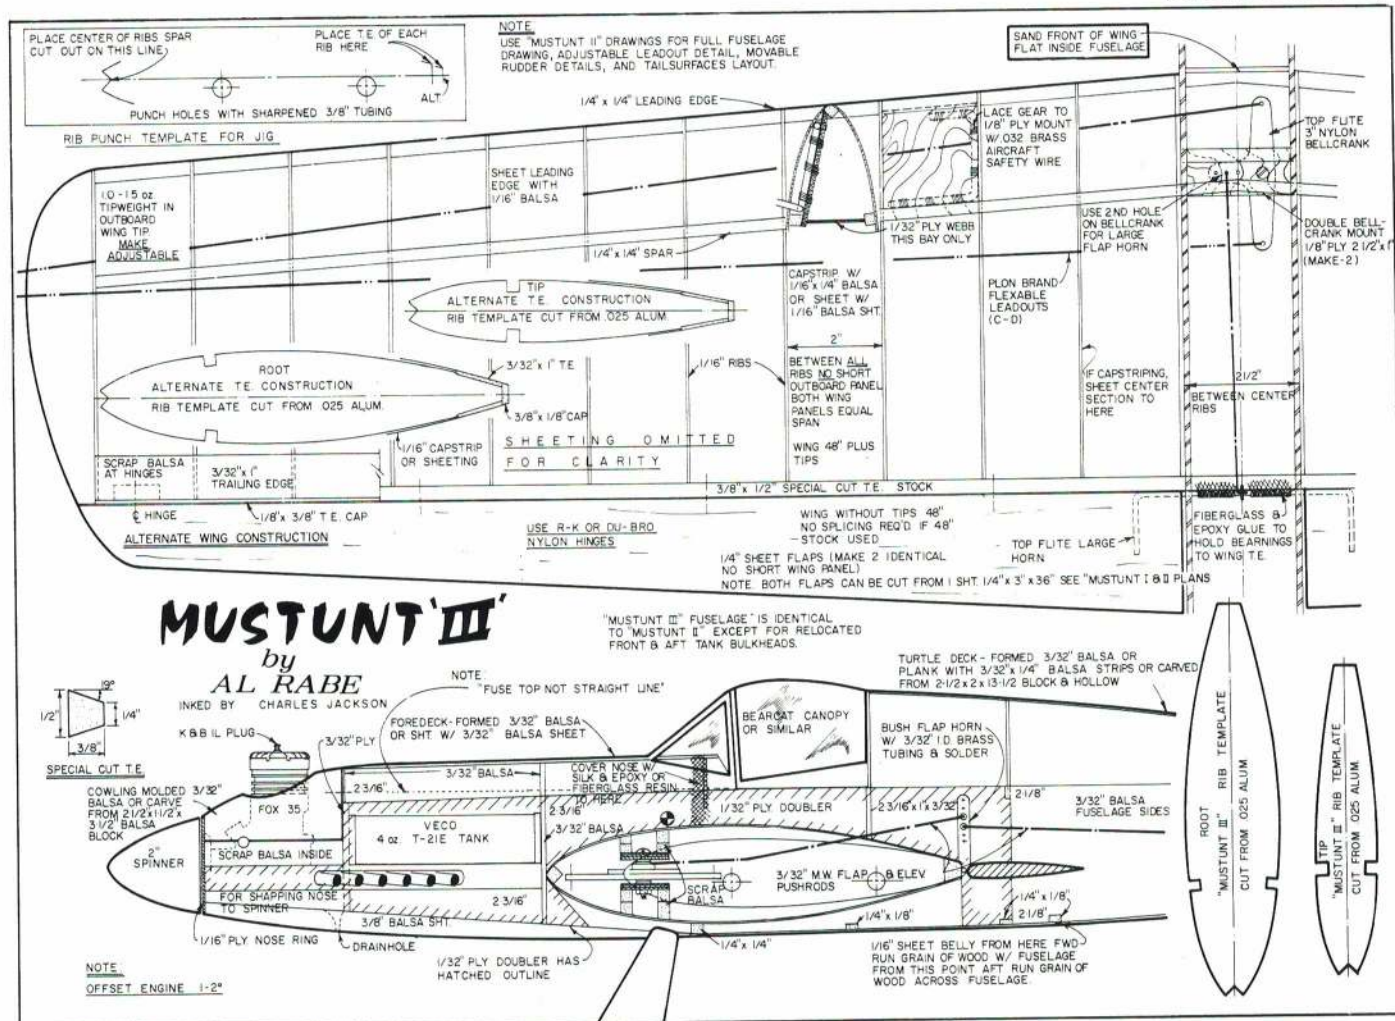 PLACE CENTER OF RIBS SPAR
CUT OUT ON THIS LINE
PLACE T.E. OF EACH
RIB HERE
ALT.
PUNCH HOLES WITH SHARPENED 3/8" TUBING
RIB PUNCH TEMPLATE FOR JIG
NOTE:
USE "MUSTUNT II" DRAWINGS FOR FULL FUSELAGE
DRAWING, ADJUSTABLE LEADOUT DETAIL, MOVABLE
RUDDER DETAILS, AND TAILSURFACES LAYOUT.
SAND FRONT OF WING
FLAT INSIDE FUSELAGE
1/4" x 1/4" LEADING EDGE
LACE GEAR TO
1/8" PLY MOUNT
W/.032 BRASS
AIRCRAFT
SAFETY WIRE
TOP FLITE
3" NYLON
BELLCRANK
1.0-1.5 oz
TIPWEIGHT IN
OUTBOARD
WING TIP.
MAKE
ADJUSTABLE
SHEET LEADING
EDGE WITH
1/16" BALSA
1/4" x 1/4" SPAR
1/32" PLY WEBB
THIS BAY ONLY
USE 2ND HOLE
ON BELLCRANK
FOR LARGE
FLAP HORN
DOUBLE BELL-
CRANK MOUNT
1/8" PLY 2 1/2" x 1"
(MAKE-2)
TIP
ALTERNATE T.E. CONSTRUCTION
RIB TEMPLATE CUT FROM .025 ALUM.
CAPSTRIP W/
1/16" x 1/4" BALSA
OR SHEET W/
1/16" BALSA SHT.
PLON BRAND
FLEXABLE
LEADOUTS
(C-D)
2"
ROOT
ALTERNATE T.E. CONSTRUCTION
RIB TEMPLATE CUT FROM .025 ALUM.
3/32" x 1" T.E.
3/8" x 1/8" CAP
1/16" CAPSTRIP
OR SHEETING
1/16" RIBS
BETWEEN ALL
RIBS NO SHORT
OUTBOARD PANEL
BOTH WING
PANELS EQUAL
SPAN
WING 48" PLUS
TIPS
IF CAPSTRIPING,
SHEET CENTER
SECTION TO
HERE
2 1/2"
BETWEEN CENTER
RIBS
SHEETING OMITTED
FOR CLARITY
SCRAP BALSA
AT HINGES
3/32" x 1"
TRAILING EDGE
3/8" x 1/2" SPECIAL CUT T.E. STOCK
℄ HINGE
1/8" x 3/8" T.E. CAP
ALTERNATE WING CONSTRUCTION
USE R-K OR DU-BRO
NYLON HINGES
WING WITHOUT TIPS 48"
NO SPLICING REQ'D IF 48"
STOCK USED
1/4" SHEET FLAPS (MAKE 2 IDENTICAL
NO SHORT WING PANEL)
NOTE: BOTH FLAPS CAN BE CUT FROM 1 SHT. 1/4" x 3" x 36" SEE "MUSTUNT I & II PLANS
TOP FLITE LARGE
HORN
FIBERGLASS &
EPOXY GLUE TO
HOLD BEARNINGS
TO WING T.E.
MUSTUNT 'III'
by
AL RABE
INKED BY CHARLES JACKSON
"MUSTUNT III" FUSELAGE IS IDENTICAL
TO "MUSTUNT II" EXCEPT FOR RELOCATED
FRONT & AFT TANK BULKHEADS.
TURTLE DECK - FORMED 3/32" BALSA OR
PLANK WITH 3/32" x 1/4" BALSA STRIPS OR CARVED
FROM 2-1/2 x 2 x 13-1/2 BLOCK & HOLLOW
19°
1/2"
1/4"
3/8"
SPECIAL CUT T.E.
K & B 1L PLUG
NOTE:
"FUSE TOP NOT STRAIGHT LINE"
FOREDECK - FORMED 3/32" BALSA
OR SHT. W/ 3/32" BALSA SHEET
3/32" PLY
BEARCAT CANOPY
OR SIMILAR
BUSH FLAP HORN
W/ 3/32" I.D. BRASS
TUBING & SOLDER
COWLING MOLDED 3/32"
BALSA OR CARVE
FROM 2 1/2" x 1 1/2" x
3 1/2" BALSA
BLOCK
FOX 35
3/32" BALSA
2 3/16"
COVER NOSE W/
SILK & EPOXY OR
FIBERGLASS RESIN
TO HERE
2 3/16"
1/32" PLY DOUBLER
2 3/16 x 1" x 3/32"
2-1/8"
3/32" BALSA
FUSELAGE SIDES
VECO
4 oz T-21E TANK
3/32" BALSA
2"
SPINNER
SCRAP BALSA INSIDE
FOR SHAPPING NOSE
TO SPINNER
3/32" M.W. FLAP & ELEV.
PUSHRODS
SCRAP
BALSA
2 3/16"
3/8" BALSA SHT.
1/4" x 1/8"
1/4" x 1/8"
2 1/8"
1/4" x 1/4"
1/16" PLY. NOSE RING
DRAINHOLE
1/32" PLY DOUBLER HAS
HATCHED OUTLINE
1/16" SHEET BELLY FROM HERE FWD
RUN GRAIN OF WOOD W/ FUSELAGE
FROM THIS POINT AFT RUN GRAIN OF
WOOD ACROSS FUSELAGE.
NOTE:
OFFSET ENGINE 1-2°
ROOT
"MUSTUNT III" RIB TEMPLATE
CUT FROM .025 ALUM
TIP
"MUSTUNT III" RIB TEMPLATE
CUT FROM .025 ALUM.